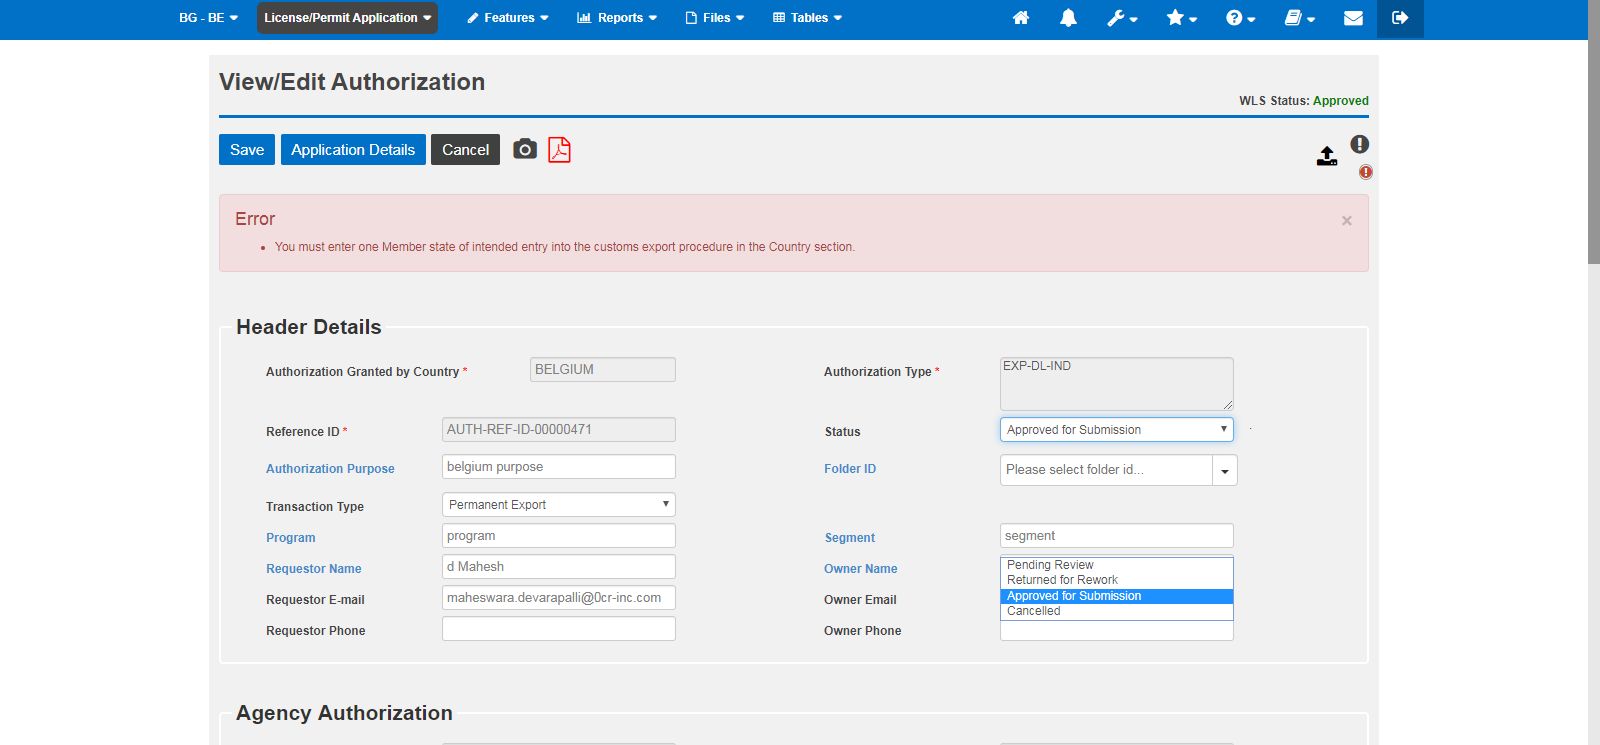 BG - BE License/Permit Application Features Reports Files Tables
View/Edit Authorization
WLS Status: Approved
Save Application Details Cancel
Error ×
You must enter one Member state of intended entry into the customs export procedure in the Country section.
Header Details
Authorization Granted by Country * BELGIUM Authorization Type * EXP-DL-IND
Reference ID * AUTH-REF-ID-00000471 Status Approved for Submission
Authorization Purpose belgium purpose Folder ID Please select folder id...
Transaction Type Permanent Export
Program program Segment segment
Requestor Name d Mahesh Owner Name Pending Review
Returned for Rework
Requestor E-mail maheswara.devarapalli@0cr-inc.com Owner Email Approved for Submission
Cancelled
Requestor Phone Owner Phone
Agency Authorization